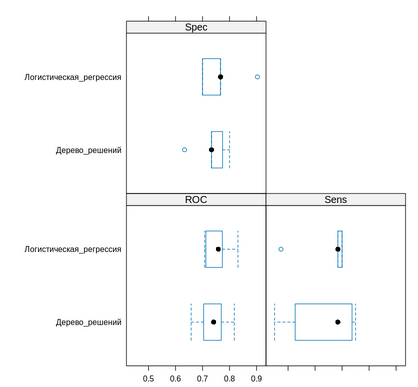 Spec
Логистическая_регрессия
Дерево_решений
ROC
Sens
Логистическая_регрессия
Дерево_решений
0.5 0.6 0.7 0.8 0.9